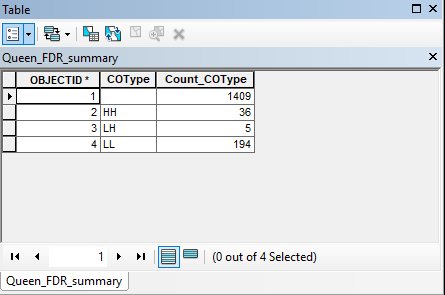 Table
Queen_FDR_summary
OBJECTID * COType Count_COType
1 1409
2 HH 36
3 LH 5
4 LL 194
1 (0 out of 4 Selected)
Queen_FDR_summary